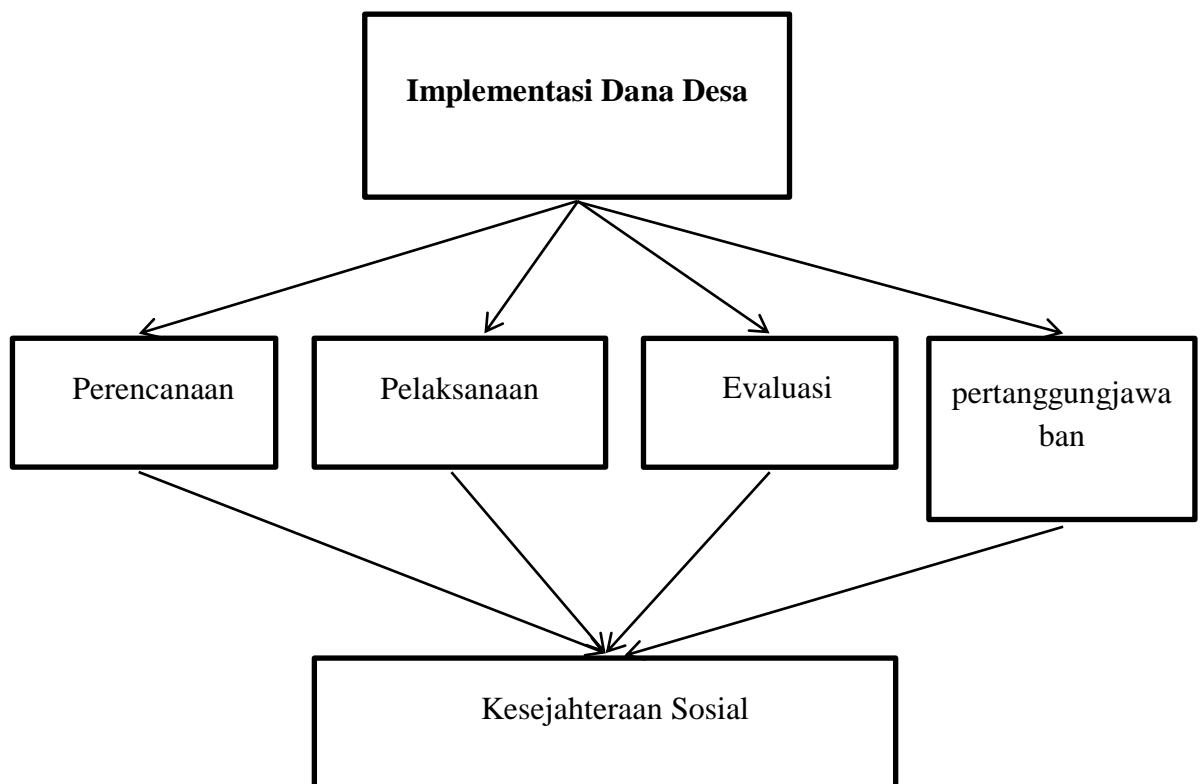 Implementasi Dana Desa
Perencanaan
Pelaksanaan
Evaluasi
pertanggungjawa
ban
Kesejahteraan Sosial